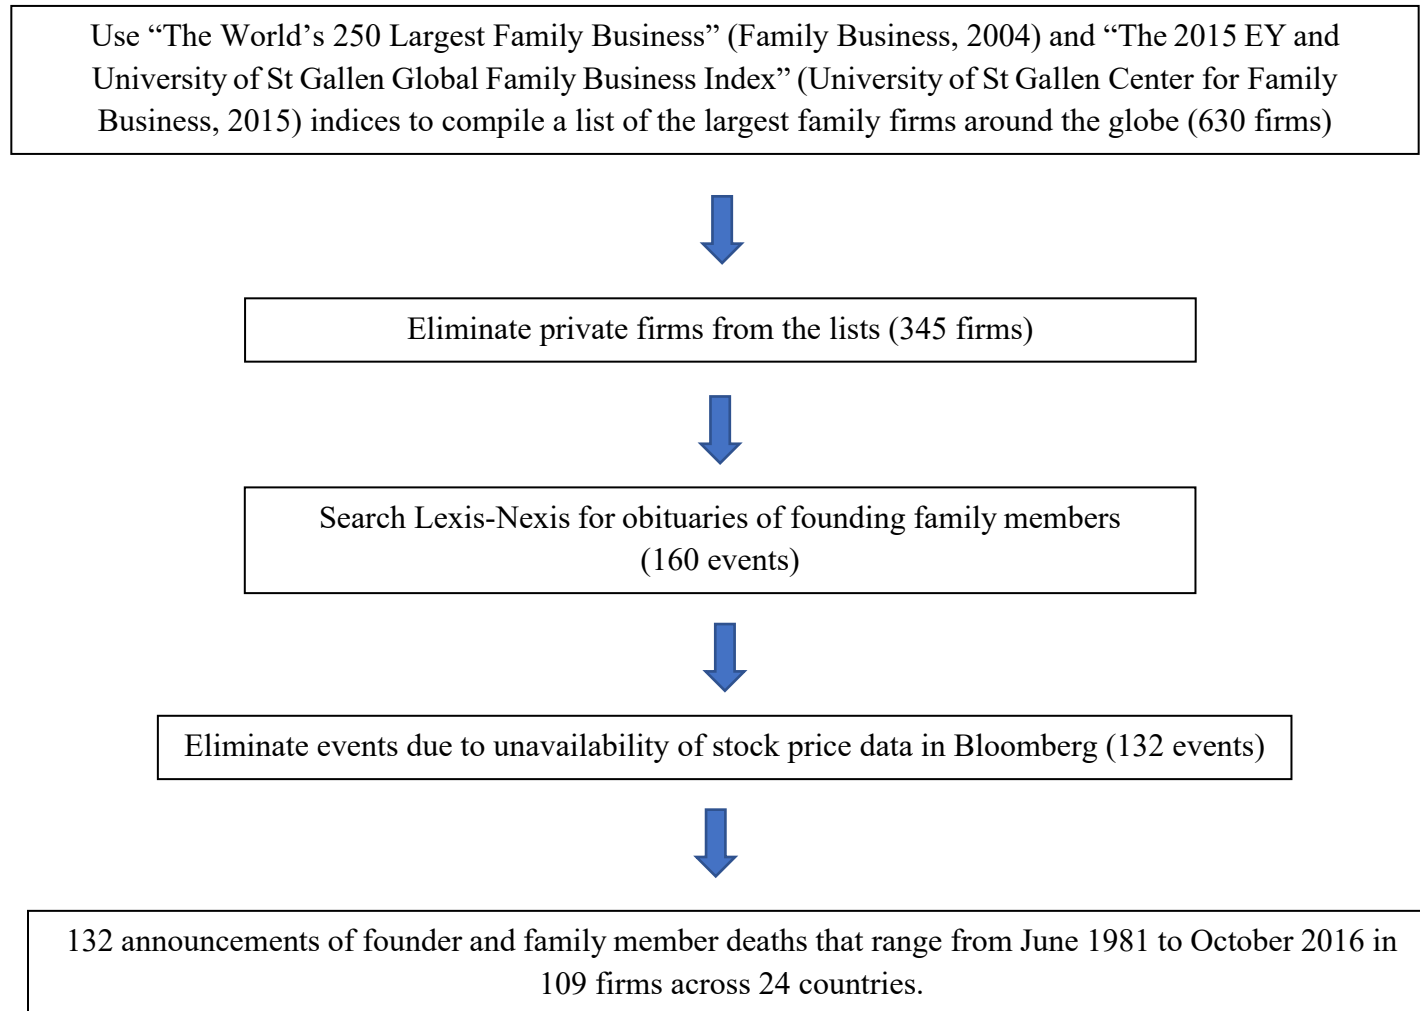 Use “The World’s 250 Largest Family Business” (Family Business, 2004) and “The 2015 EY and
University of St Gallen Global Family Business Index” (University of St Gallen Center for Family
Business, 2015) indices to compile a list of the largest family firms around the globe (630 firms)
Eliminate private firms from the lists (345 firms)
Search Lexis-Nexis for obituaries of founding family members
(160 events)
Eliminate events due to unavailability of stock price data in Bloomberg (132 events)
132 announcements of founder and family member deaths that range from June 1981 to October 2016 in
109 firms across 24 countries.